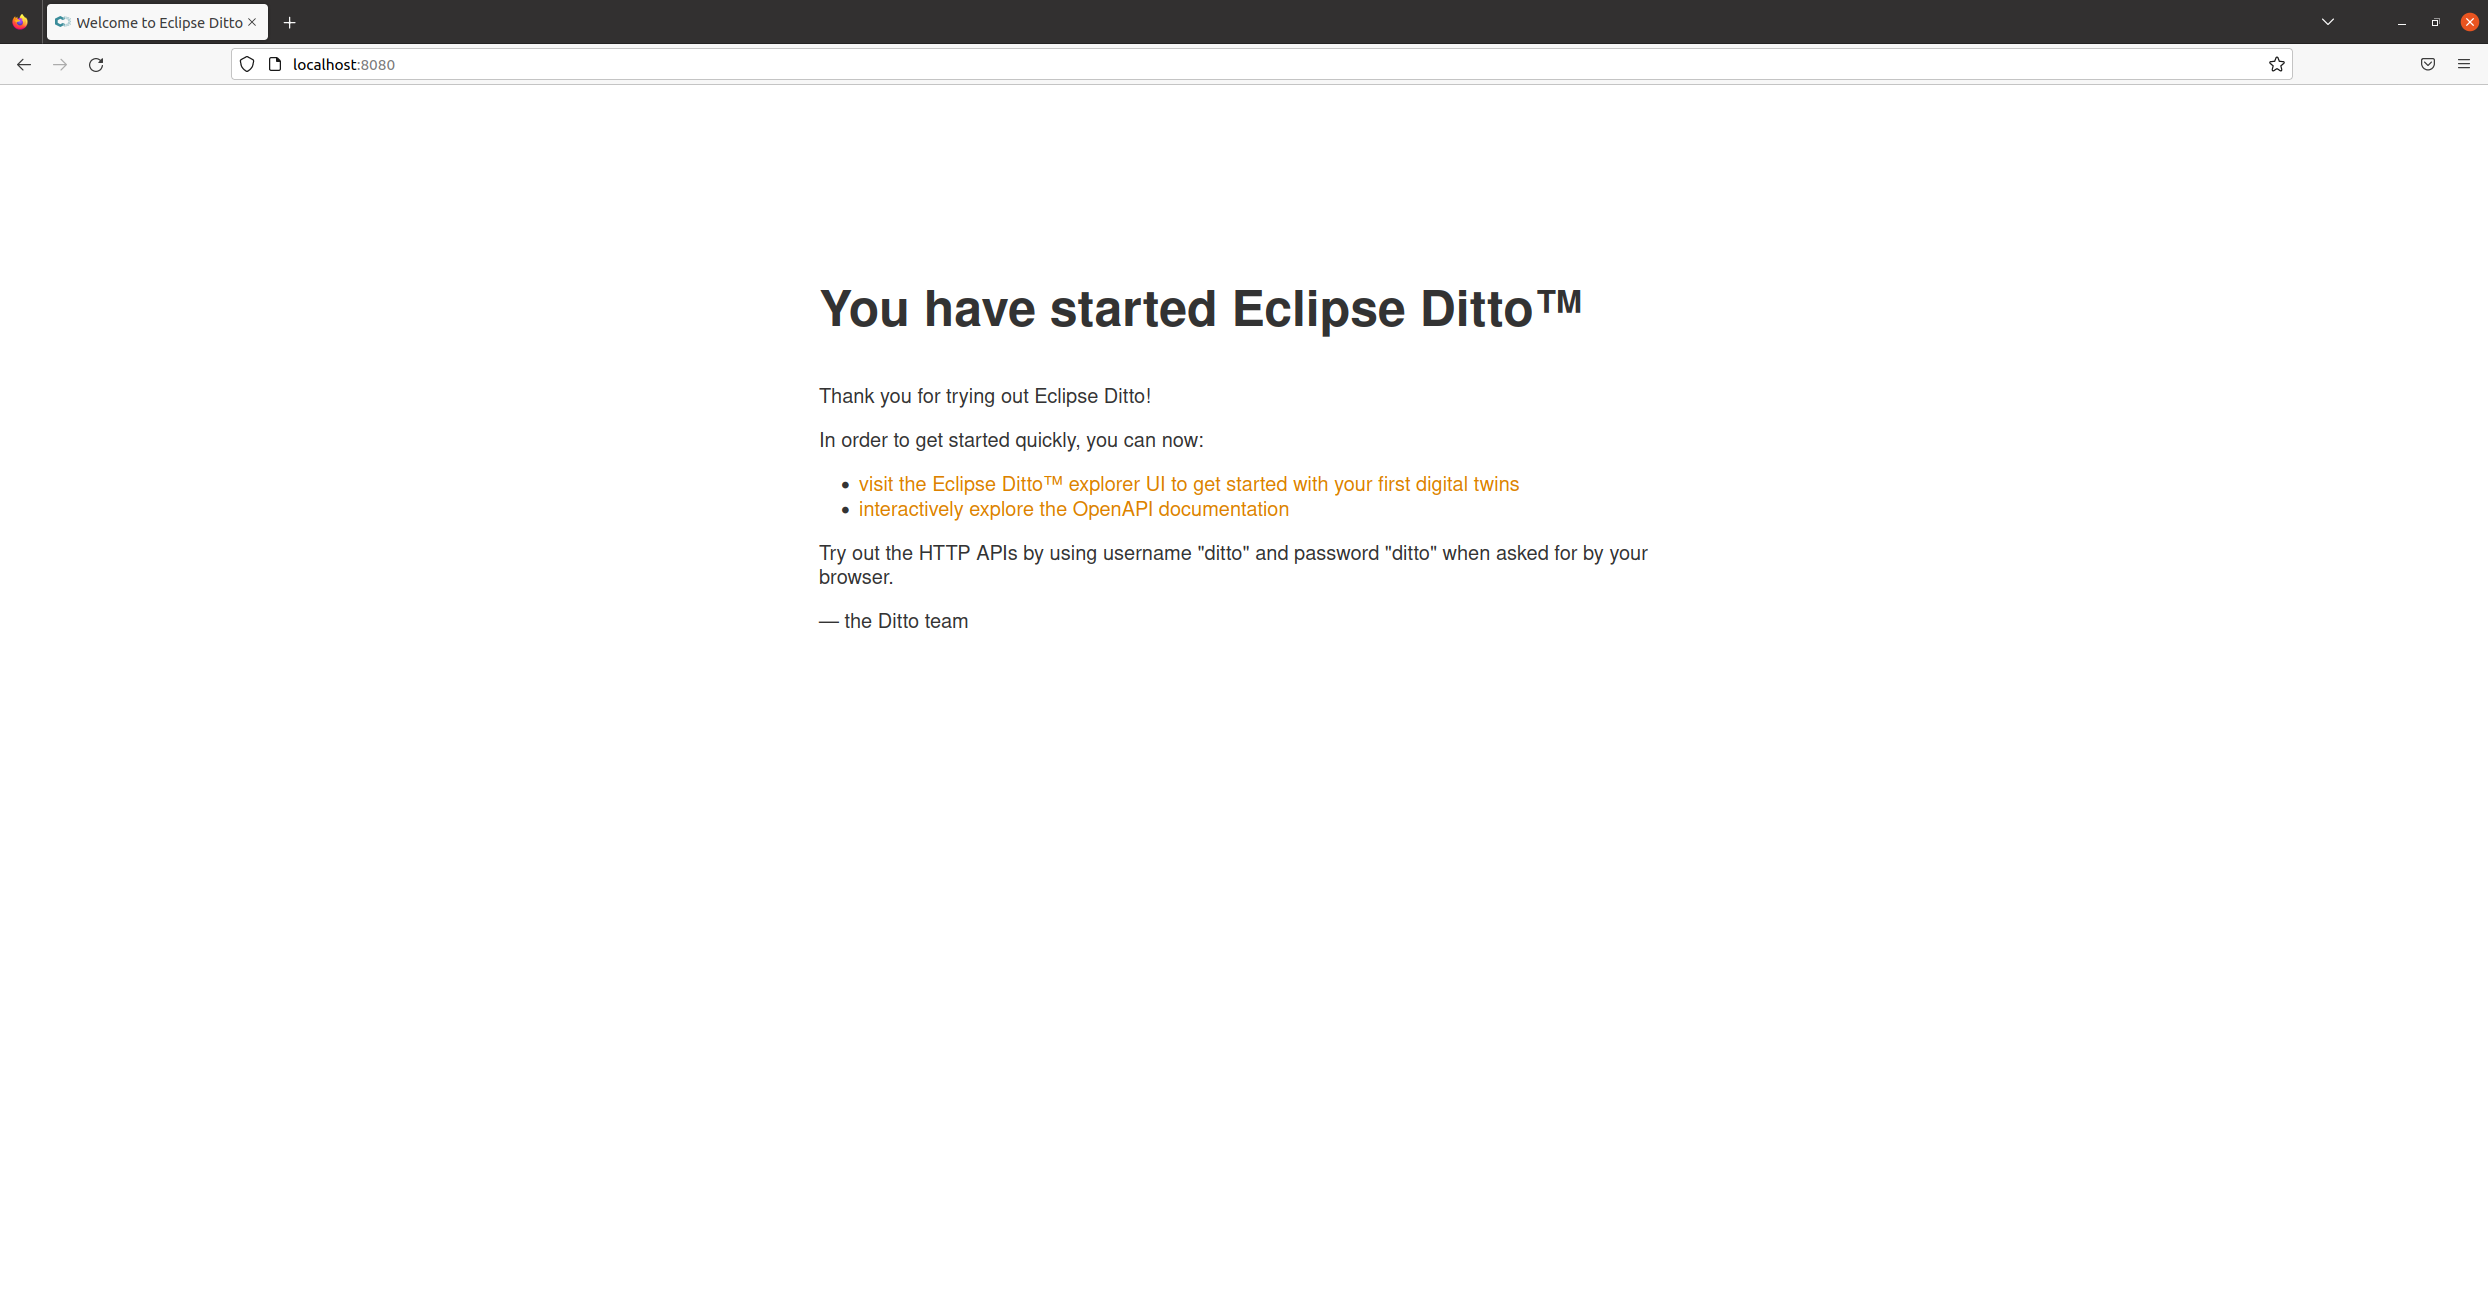 Welcome to Eclipse Ditto
localhost:8080
You have started Eclipse Ditto™
Thank you for trying out Eclipse Ditto!
In order to get started quickly, you can now:
• visit the Eclipse Ditto™ explorer UI to get started with your first digital twins
• interactively explore the OpenAPI documentation
Try out the HTTP APIs by using username "ditto" and password "ditto" when asked for by your
browser.
— the Ditto team